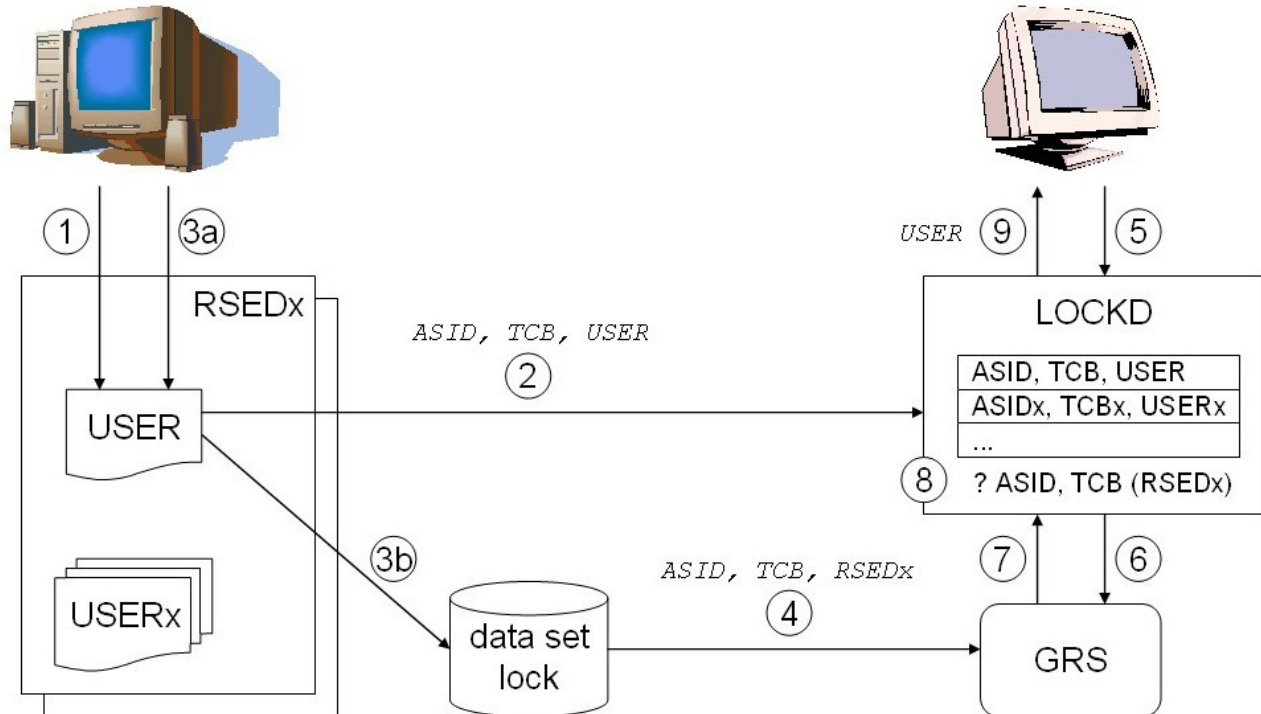 1
3a
USER
9
5
RSEDx
LOCKD
ASID, TCB, USER
2
ASID, TCB, USER
ASIDx, TCBx, USERx
...
USER
8
? ASID, TCB (RSEDx)
3b
7
6
ASID, TCB, RSEDx
4
USERx
data set
lock
GRS